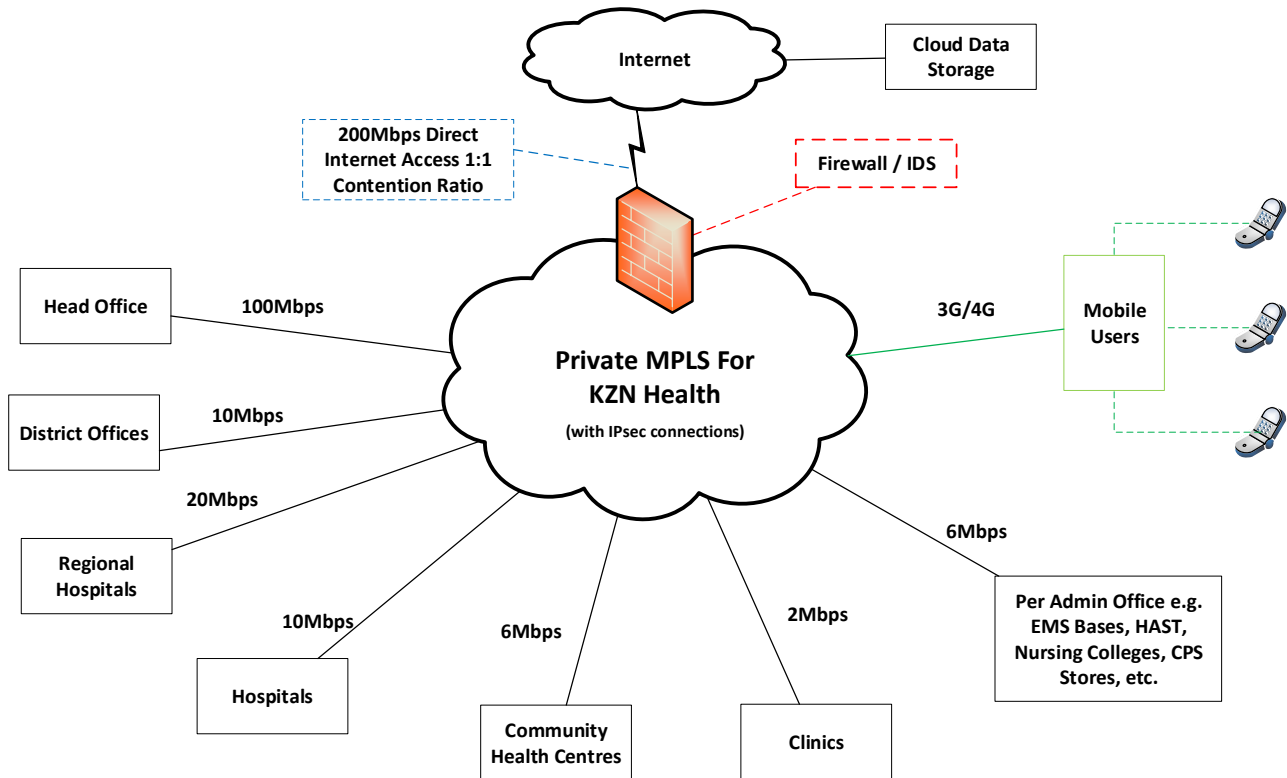 Internet
Cloud Data
Storage
200Mbps Direct
Internet Access 1:1
Contention Ratio
Firewall / IDS
Head Office
100Mbps
3G/4G
Mobile
Users
Private MPLS For
KZN Health
(with IPsec connections)
District Offices
10Mbps
20Mbps
Regional
Hospitals
10Mbps
Hospitals
6Mbps
Community
Health Centres
2Mbps
Clinics
6Mbps
Per Admin Office e.g.
EMS Bases, HAST,
Nursing Colleges, CPS
Stores, etc.